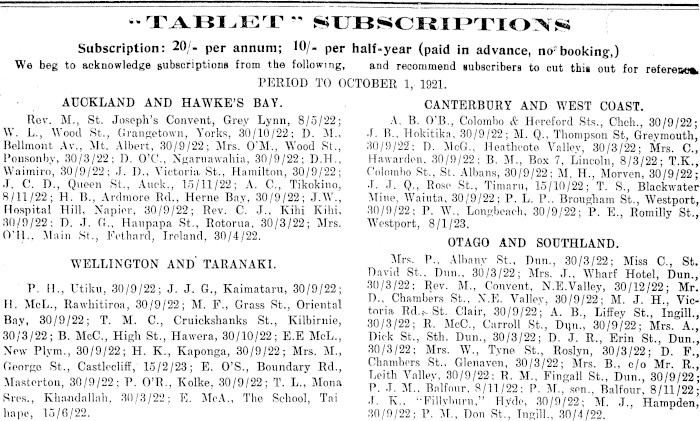 "TABLET" SUBSCRIPTIONS
Subscription: 20/- per annum; 10/- per half-year (paid in advance, no booking,)
We beg to acknowledge subscriptions from the following, and recommend subscribers to cut this out for reference.
PERIOD TO OCTOBER 1, 1921.
AUCKLAND AND HAWKE'S BAY.
Rev. M., St. Joseph's Convent, Grey Lynn, 8/5/22;
W. L., Wood St., Grangetown, Yorks, 30/10/22; D. M.,
Bellmont Av., Mt. Albert, 30/9/22; Mrs. O'M., Wood St.,
Ponsonby, 30/3/22; D. O'C., Ngaruawahia, 30/9/22; D.H.,
Waimiro, 30/9/22; J. D., Victoria St., Hamilton, 30/9/22;
J. C. D., Queen St., Auck., 15/11/22; A. C., Tikokino,
8/11/22; H. B., Ardmore Rd., Herne Bay, 30/9/22; J.W.,
Hospital Hill, Napier, 30/9/22; Rev. C. J., Kihi Kihi,
30/9/22; D. J. G., Haupapa St., Rotorua, 30/3/22; Mrs.
O'H., Main St., Fethard, Ireland, 30/4/22.
WELLINGTON AND TARANAKI.
P. H., Utiku, 30/9/22; J. J. G., Kaimataru, 30/9/22;
H. McL., Rawhitiroa, 30/9/22; M. F., Grass St., Oriental
Bay, 30/9/22; T. M. C., Cruickshanks St., Kilbirnie,
30/3/22; B. McC., High St., Hawera, 30/10/22; E.E McL.,
New Plym., 30/9/22; H. K., Kaponga, 30/9/22; Mrs. M.,
George St., Castlecliff, 15/2/23; E. O'S., Boundary Rd.,
Masterton, 30/9/22; P. O'R., Kolke, 30/9/22; T. L., Mona
Sres., Khandallah, 30/3/22; E. McA., The School, Tai
hape, 15/6/22.
CANTERBURY AND WEST COAST.
A. B. O'B., Colombo & Hereford Sts., Chch., 30/9/22;
J. B., Hokitika, 30/9/22; M. Q., Thompson St, Greymouth,
30/9/22; D. McG., Heathcote Valley, 30/3/22; Mrs. C.,
Hawarden, 30/9/22; B. M., Box 7, Lincoln, 8/3/22; T.K.,
Colombo St., St. Albans, 30/9/22; M. H., Morven, 30/9/22;
J. J. Q., Rose St., Timaru, 15/10/22; T. S., Blackwater
Mine, Waiuta, 30/9/22; P. L. P., Brougham St., Westport,
30/9/22; P. W., Longbeach, 30/9/22; P. E., Romilly St.,
Westport, 8/1/23.
OTAGO AND SOUTHLAND.
Mrs. P., Albany St., Dun., 30/3/22; Miss C., St.
David St., Dun., 30/3/22; Mrs. J., Wharf Hotel, Dun.,
30/3/22; Rev. M., Convent, N.E.Valley, 30/12/22; Mr.
D., Chambers St., N.E. Valley, 30/9/22; M. J. H., Vic-
toria Rd., St. Clair, 30/9/22; A. B., Liffey St., Ingill.,
30/3/22; R. McC., Carroll St., Dun., 30/9/22; Mrs. A.,
Dick St., Sth. Dun., 30/3/22; D. J. R., Erin St., Dun.,
30/3/22; Mrs. W., Tyne St., Roslyn, 30/3/22; D. F.,
Chambers St., Glenaven, 30/3/22; Mrs. B., c/o Mr. R.,
Leith Valley, 30/9/22; R. M., Fingall St., Dun., 30/9/22;
P. J. M., Balfour, 8/11/22; P. M., sen., Balfour, 8/11/22;
J. K., "Fillyburn," Hyde, 30/9/22; M. J., Hampden,
30/9/22; P. M., Don St., Ingill., 30/4/22.